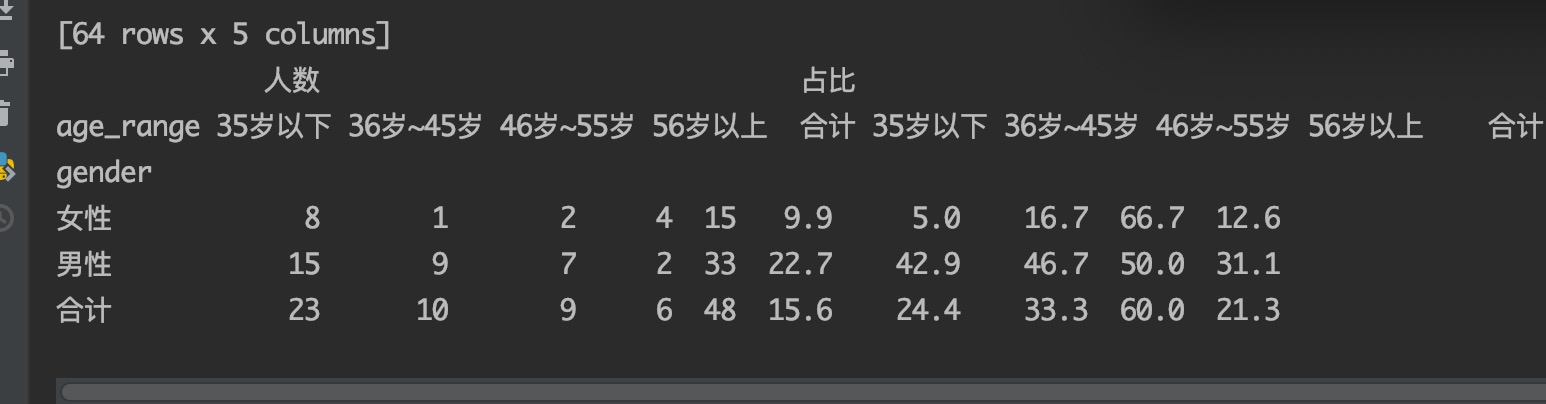 [64 rows x 5 columns]
人数 占比
age_range 35岁以下 36岁~45岁 46岁~55岁 56岁以上 合计 35岁以下 36岁~45岁 46岁~55岁 56岁以上 合计
gender
女性 8 1 2 4 15 9.9 5.0 16.7 66.7 12.6
男性 15 9 7 2 33 22.7 42.9 46.7 50.0 31.1
合计 23 10 9 6 48 15.6 24.4 33.3 60.0 21.3